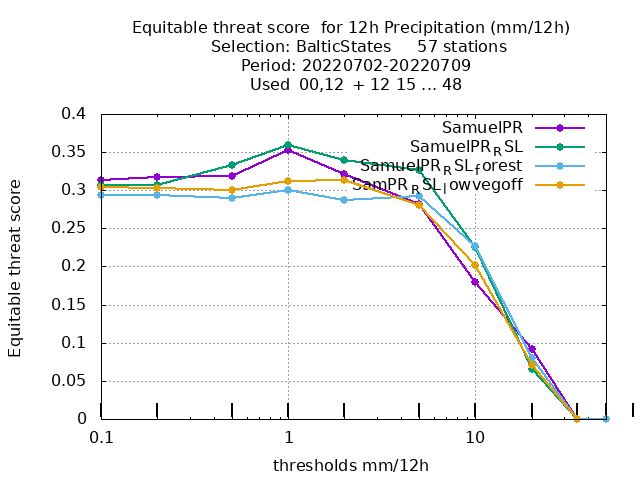 Equitable threat score for 12h Precipitation (mm/12h)
Selection: BalticStates 57 stations
Period: 20220702-20220709
Used 00,12 + 12 15 ... 48
Equitable threat score
0.4
0.35
0.3
0.25
0.2
0.15
0.1
0.05
0
SamuelPR
SamuelPR_RSL
SamuelPR_RSL_forest
SamPR_RSL_lowvegoff
0.1 1 10
thresholds mm/12h